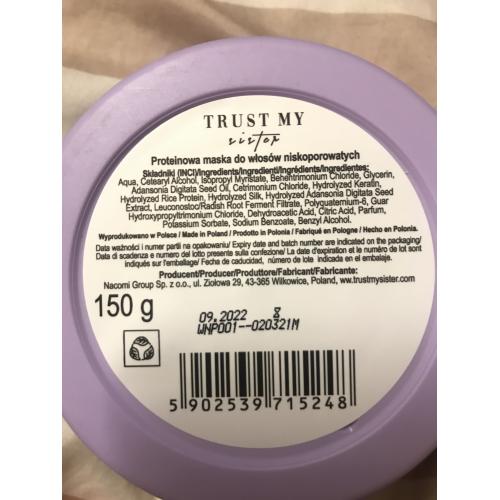 TRUST MY
sister
Proteinowa maska do włosów niskoporowatych
Składniki (INCI)/Ingredients/Ingredienti/Ingrédients/Ingredientes:
Aqua, Cetearyl Alcohol, Isopropyl Myristate, Behentrimonium Chloride, Glycerin,
Adansonia Digitata Seed Oil, Cetrimonium Chloride, Hydrolyzed Keratin,
Hydrolyzed Rice Protein, Hydrolyzed Silk, Hydrolyzed Adansonia Digitata Seed
Extract, Leuconostoc/Radish Root Ferment Filtrate, Polyquaternium-6, Guar
Hydroxypropyltrimonium Chloride, Dehydroacetic Acid, Citric Acid, Parfum,
Potassium Sorbate, Sodium Benzoate, Benzyl Alcohol.
Wyprodukowano w Polsce / Made in Poland / Prodotto in Polonia / Fabriqué en Pologne / Hecho en Polonia.
Data ważności i numer partii na opakowaniu/ Expiry date and batch number are indicated on the packaging/
Data di scadenza e numero del lotto presente sulla confezione/ La date d'expiration et le numéro de lot sont
indiqués sur l'emballage/ Fecha de caducidad, número de lote indicada en el embalaje.
Producent/Producer/Produttore/Fabricant/Fabricante:
Nacomi Group Sp. z o.o., ul. Ziołowa 29, 43-365 Wilkowice, Poland, ww.trustmysister.com
150 g
09.2022
WNP001--020321M
5 902539 715248